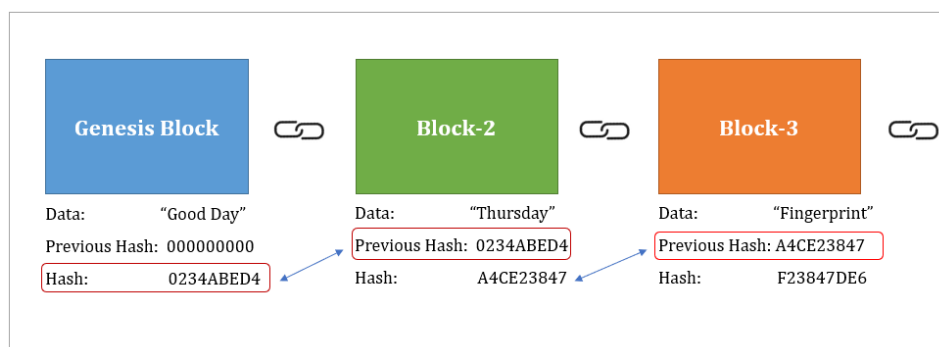 Genesis Block
Data: “Good Day”
Previous Hash: 000000000
Hash: 0234ABED4
Block-2
Data: “Thursday”
Previous Hash: 0234ABED4
Hash: A4CE23847
Block-3
Data: “Fingerprint”
Previous Hash: A4CE23847
Hash: F23847DE6